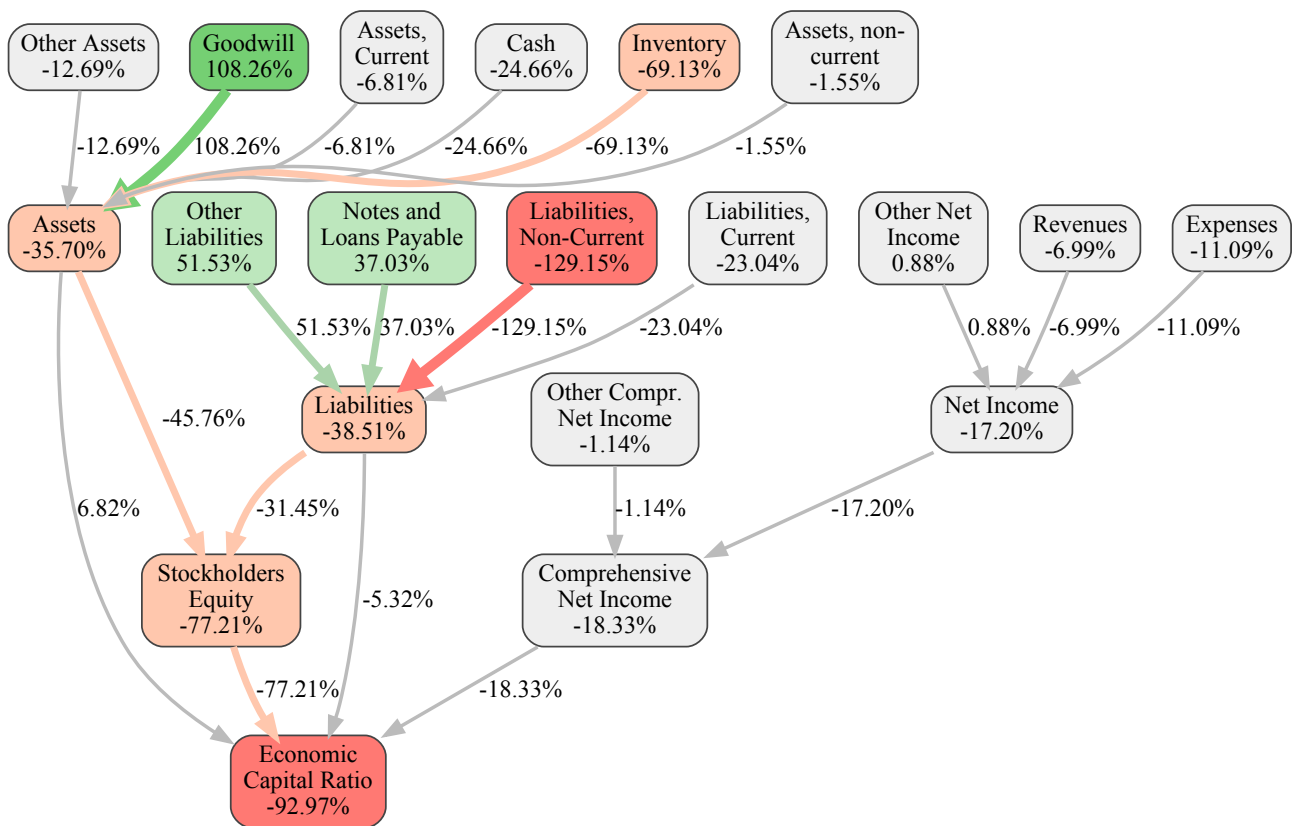 Other Assets
-12.69%
Goodwill
108.26%
Assets,
Current
-6.81%
Cash
-24.66%
Inventory
-69.13%
Assets, non-
current
-1.55%
-12.69%
108.26%
-6.81%
-24.66%
-69.13%
-1.55%
Assets
-35.70%
Other
Liabilities
51.53%
Notes and
Loans Payable
37.03%
Liabilities,
Non-Current
-129.15%
Liabilities,
Current
-23.04%
Other Net
Income
0.88%
Revenues
-6.99%
Expenses
-11.09%
51.53%
37.03%
-129.15%
-23.04%
0.88%
-6.99%
-11.09%
-45.76%
Liabilities
-38.51%
Other Compr.
Net Income
-1.14%
Net Income
-17.20%
6.82%
-31.45%
-1.14%
-17.20%
Stockholders
Equity
-77.21%
-5.32%
Comprehensive
Net Income
-18.33%
-77.21%
-18.33%
Economic
Capital Ratio
-92.97%